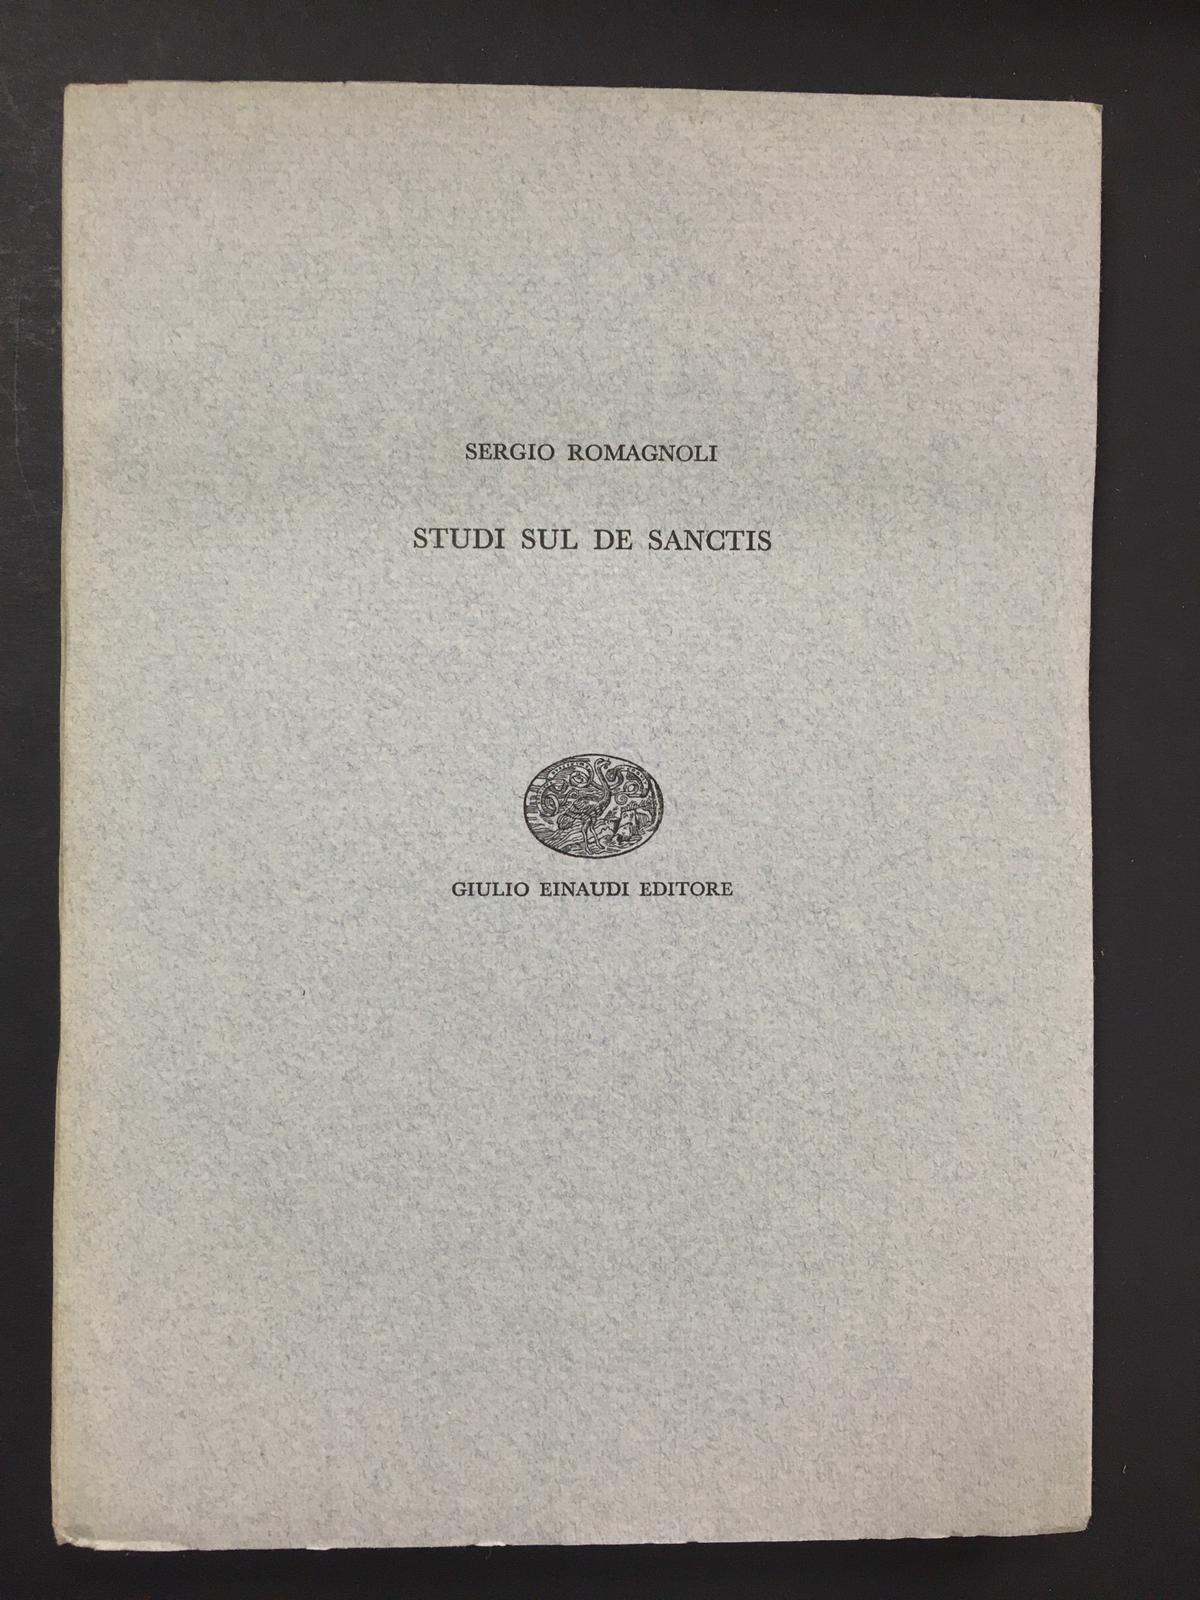 SERGIO ROMAGNOLI
STUDI SUL DE SANCTIS
GIULIO EINAUDI EDITORE